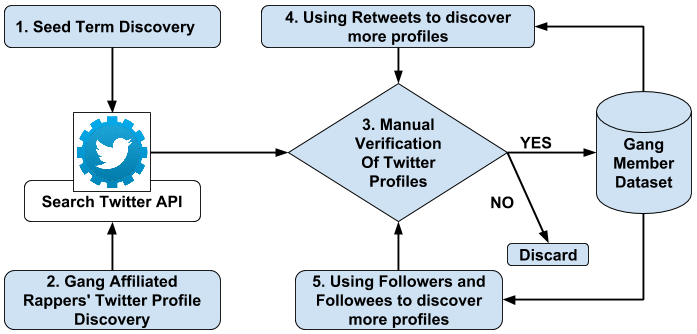 1. Seed Term Discovery
Search Twitter API
2. Gang Affiliated
Rappers' Twitter Profile
Discovery
3. Manual
Verification
Of Twitter
Profiles
4. Using Retweets to discover
more profiles
5. Using Followers and
Followees to discover
more profiles
YES
NO
Discard
Gang
Member
Dataset